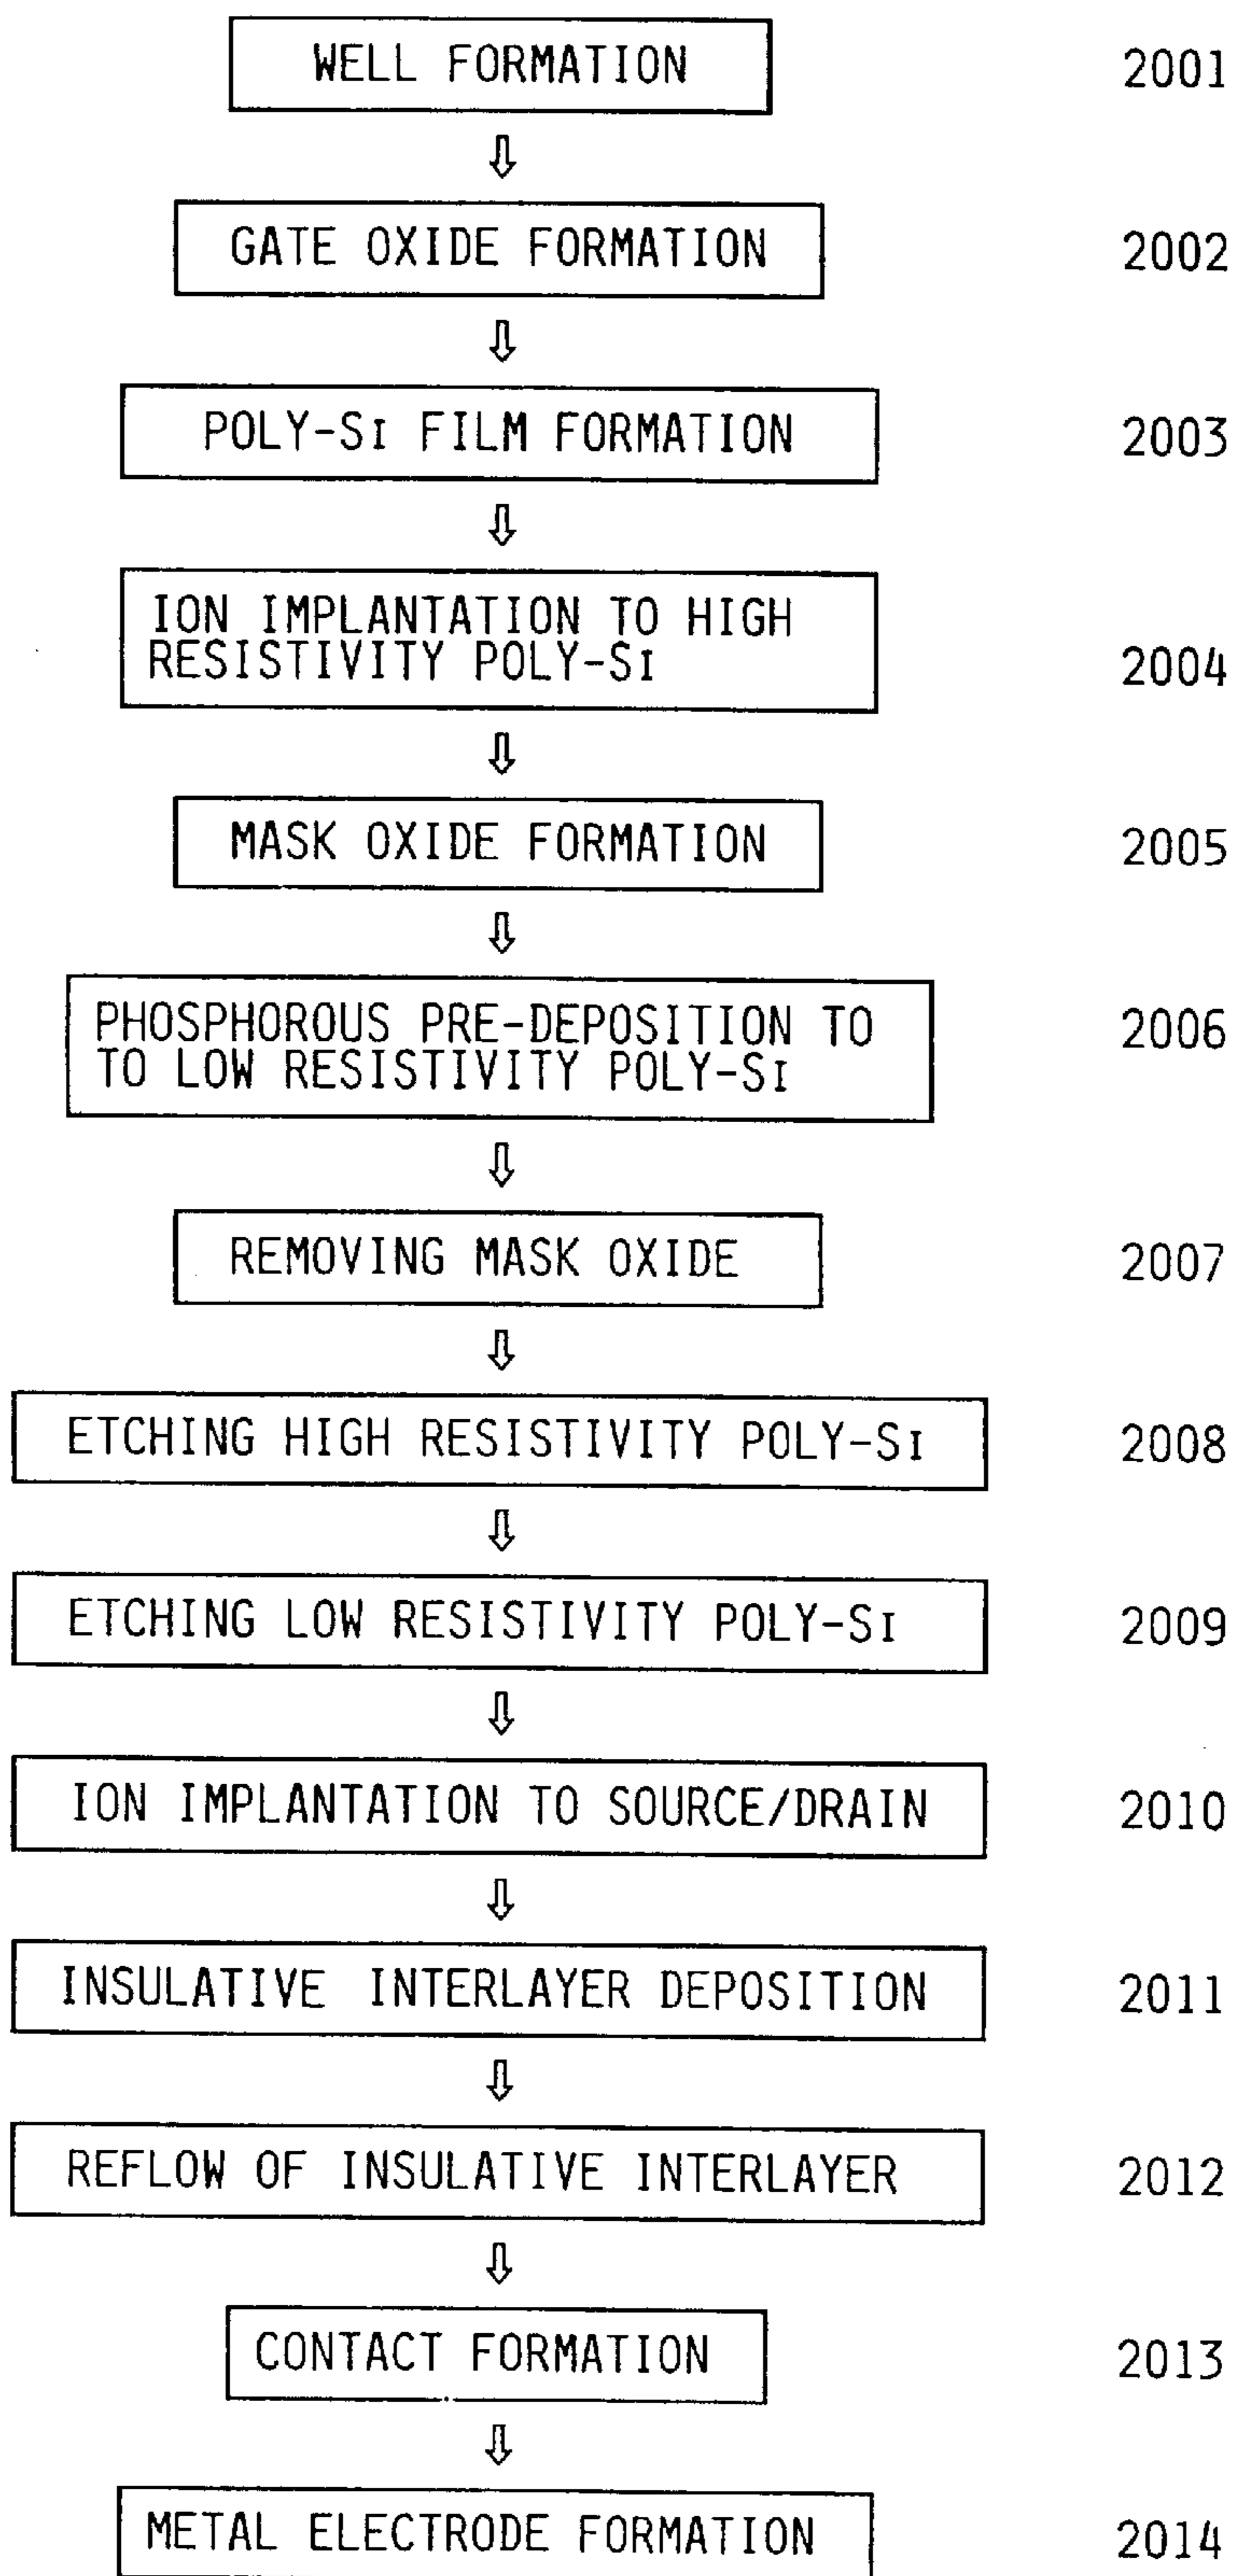 WELL FORMATION 2001
GATE OXIDE FORMATION 2002
POLY-SI FILM FORMATION 2003
ION IMPLANTATION TO HIGH
RESISTIVITY POLY-SI 2004
MASK OXIDE FORMATION 2005
PHOSPHOROUS PRE-DEPOSITION TO 2006
TO LOW RESISTIVITY POLY-SI
REMOVING MASK OXIDE 2007
ETCHING HIGH RESISTIVITY POLY-SI 2008
ETCHING LOW RESISTIVITY POLY-SI 2009
ION IMPLANTATION TO SOURCE/DRAIN 2010
INSULATIVE INTERLAYER DEPOSITION 2011
REFLOW OF INSULATIVE INTERLAYER 2012
CONTACT FORMATION 2013
METAL ELECTRODE FORMATION 2014